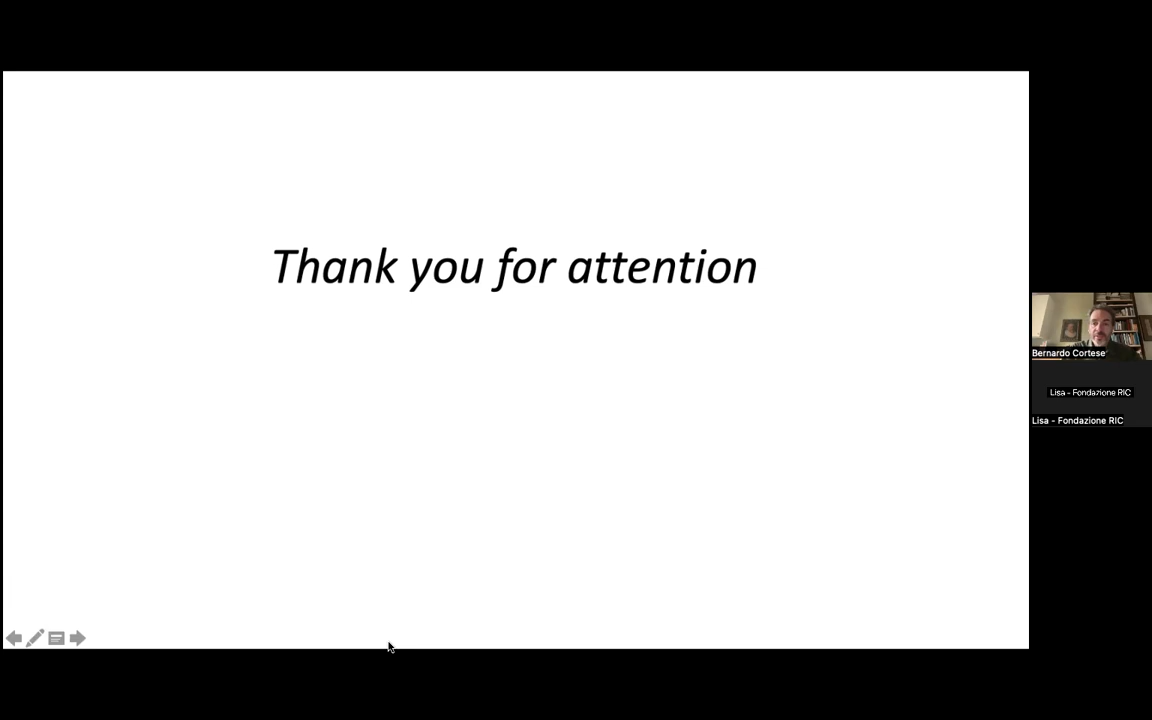 Thank you for attention
Bernardo Cortese
Lisa - Fondazione RIC
Lisa - Fondazione RIC